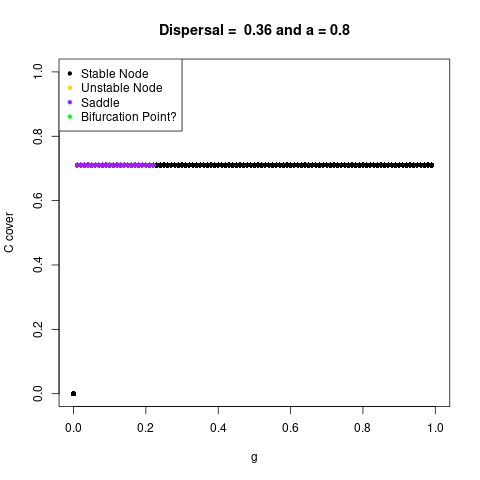 Dispersal =  0.36 and a = 0.8
Stable Node
Unstable Node
Saddle
Bifurcation Point?
1.0
0.8
0.6
0.4
0.2
0.0
C cover
0.0 0.2 0.4 0.6 0.8 1.0
g